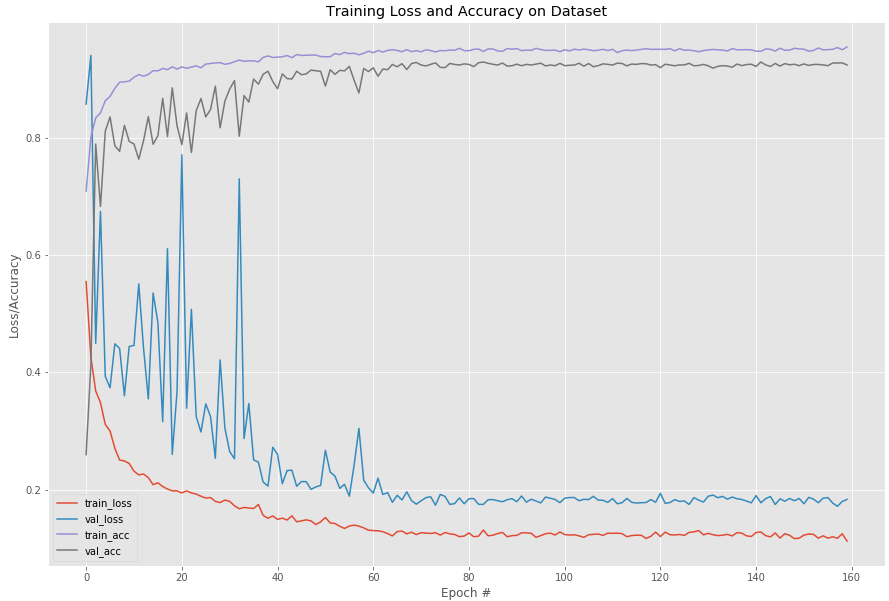 Training Loss and Accuracy on Dataset
Loss/Accuracy
0.8
0.6
0.4
0.2
train_loss
val_loss
train_acc
val_acc
0 20 40 60 80 100 120 140 160
Epoch #